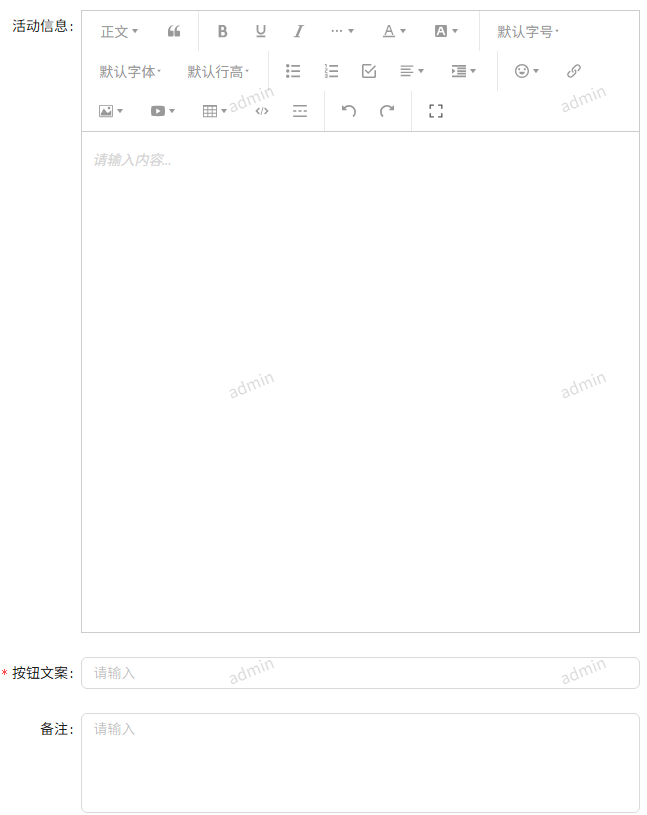 活动信息:
正文
B U I ... A A 默认字号
默认字体 默认行高
admin admin
请输入内容...
admin admin
* 按钮文案: 请输入 admin admin
备注: 请输入